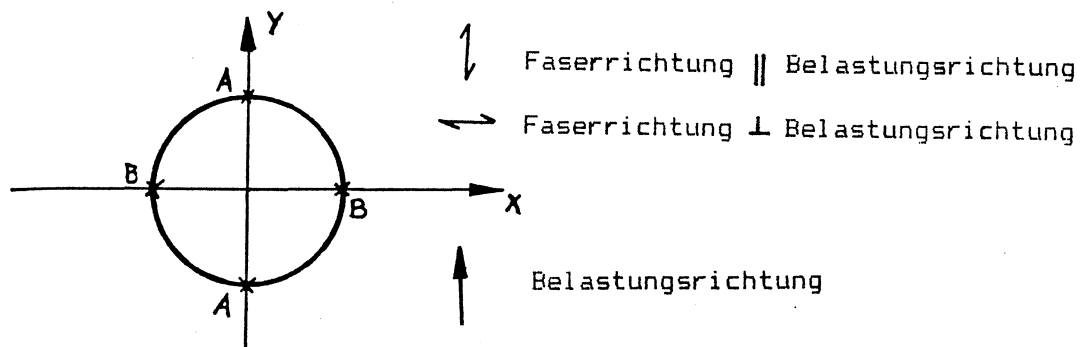 Y
A
Faserrichtung ∥ Belastungsrichtung
Faserrichtung ⊥ Belastungsrichtung
B
B
X
A
Belastungsrichtung